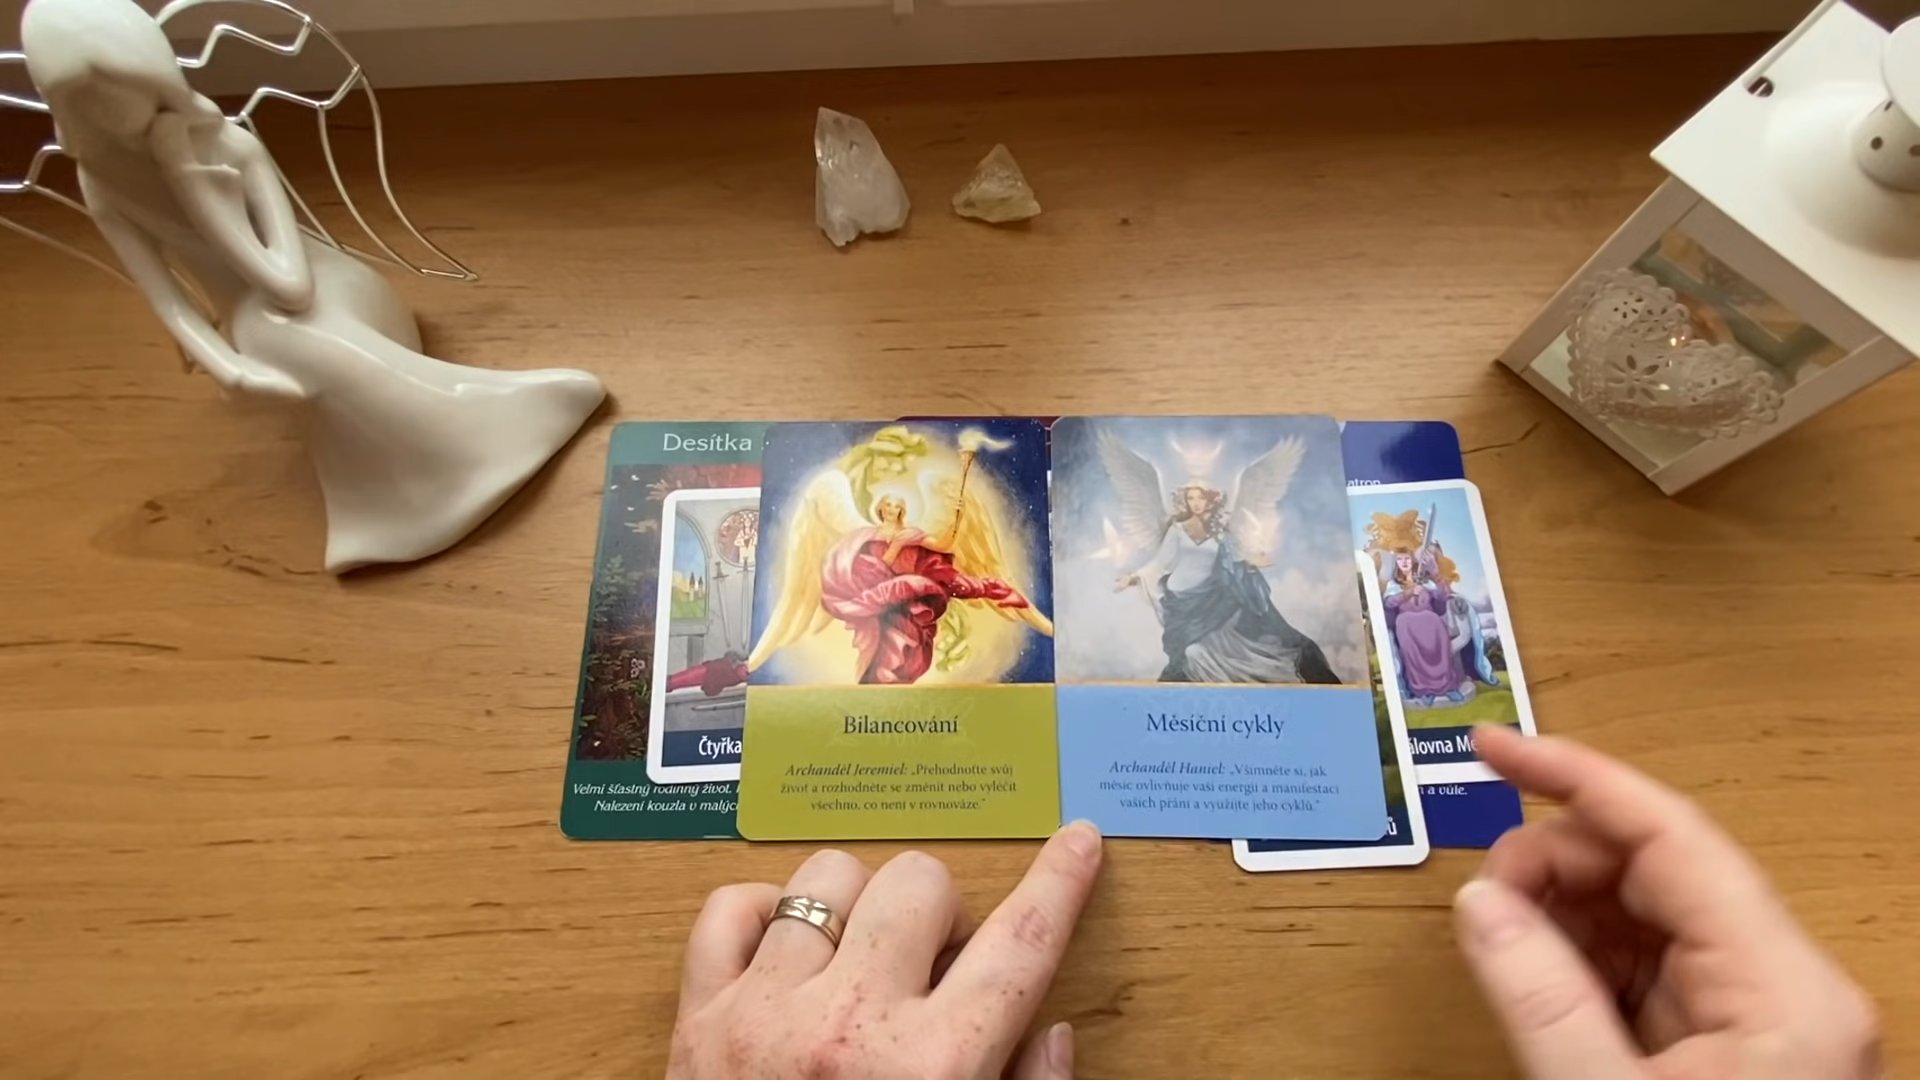 Desítka
atron
Čtyřka
álovna Me
Velmi šťastný rodinný život.
Nalezení kouzla v malých
a vůle.
ů
Bilancování
Archanděl Jeremiel: „Přehodnoťte svůj
život a rozhodněte se změnit nebo vyléčit
všechno, co není v rovnováze.“
Měsíční cykly
Archanděl Haniel: „Všimněte si, jak
měsíc ovlivňuje vaši energii a manifestaci
vašich přání a využijte jeho cyklů.“